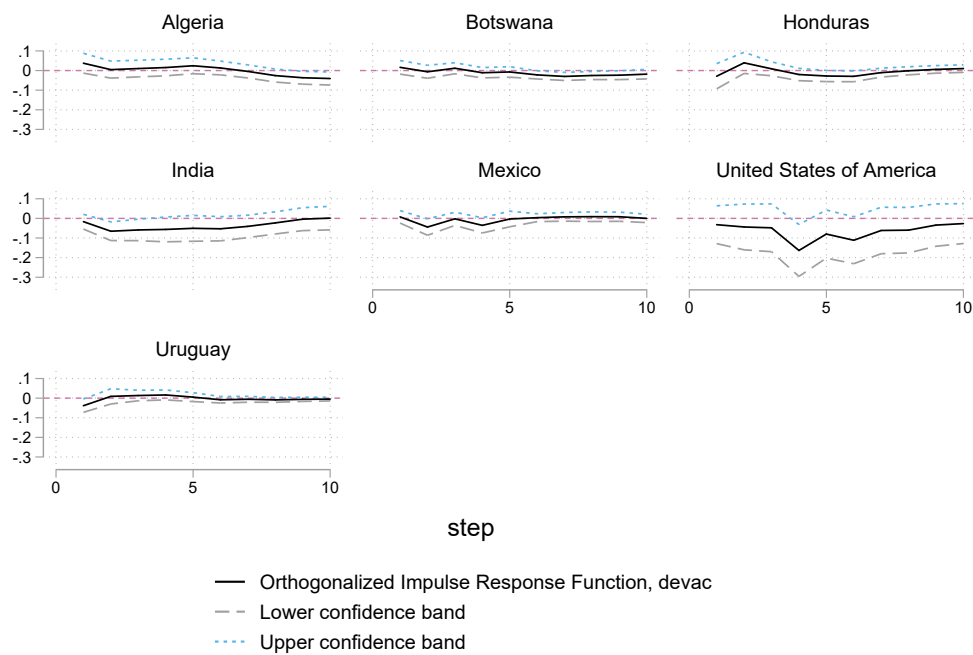 Algeria Botswana Honduras
.1
0
-.1
-.2
-.3
India Mexico United States of America
.1
0
-.1
-.2
-.3
0 5 10 0 5 10
Uruguay
.1
0
-.1
-.2
-.3
0 5 10
step
Orthogonalized Impulse Response Function, devac
Lower confidence band
Upper confidence band